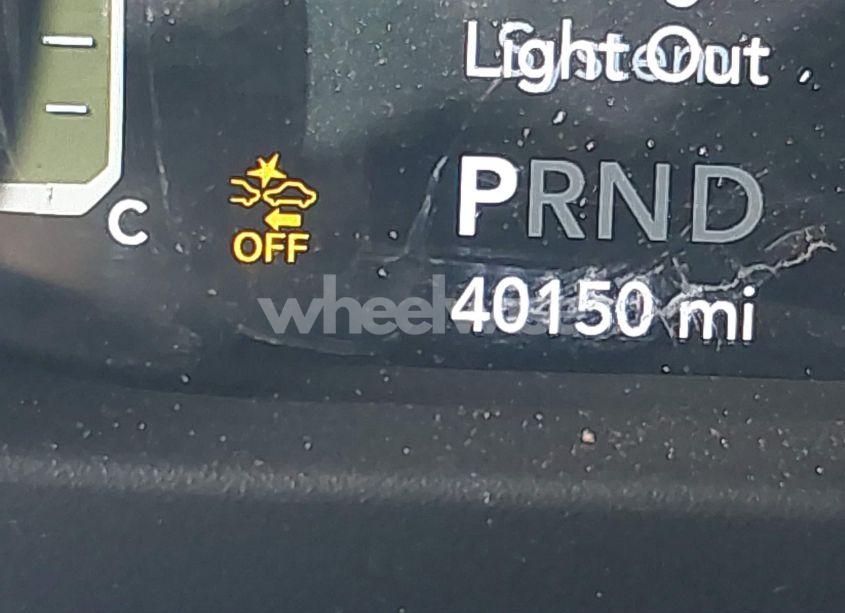 Light Out
PRND
C
OFF
40150 mi